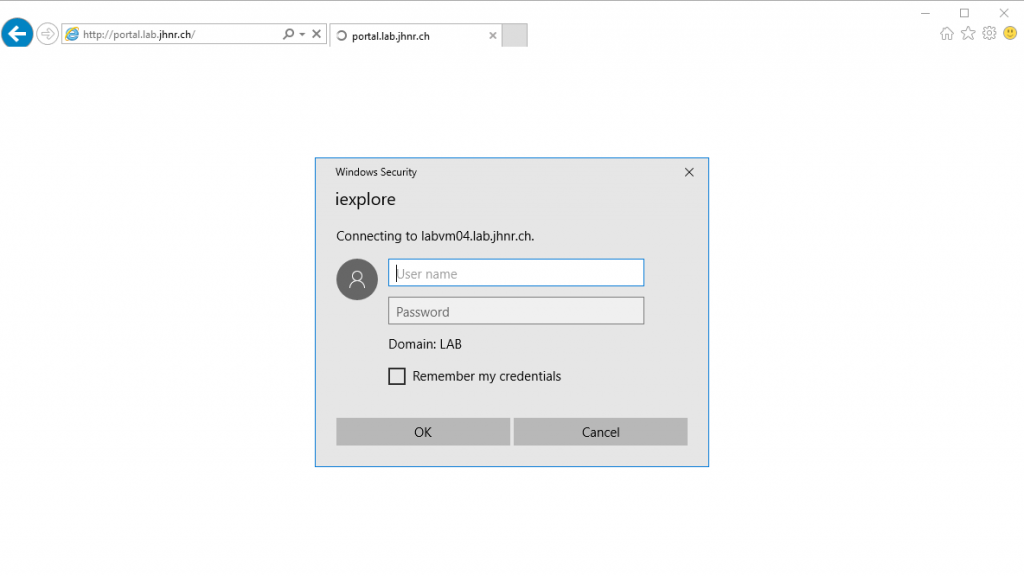 http://portal.lab.jhnr.ch/
portal.lab.jhnr.ch
Windows Security
iexplore
Connecting to labvm04.lab.jhnr.ch.
User name
Password
Domain: LAB
Remember my credentials
OK
Cancel